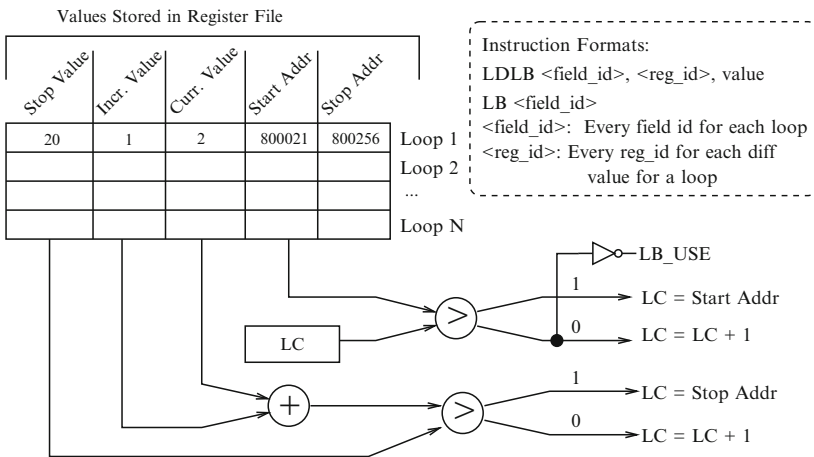 Values Stored in Register File
Stop Value
Incr. Value
Curr. Value
Start Addr
Stop Addr
20 1 2 800021 800256 Loop 1
Loop 2
...
Loop N
Instruction Formats:
LDLB <field_id>, <reg_id>, value
LB <field_id>
<field_id>: Every field id for each loop
<reg_id>: Every reg_id for each diff
value for a loop
LB_USE
1
LC = Start Addr
>
LC
0
LC = LC + 1
1
LC = Stop Addr
+
>
0
LC = LC + 1